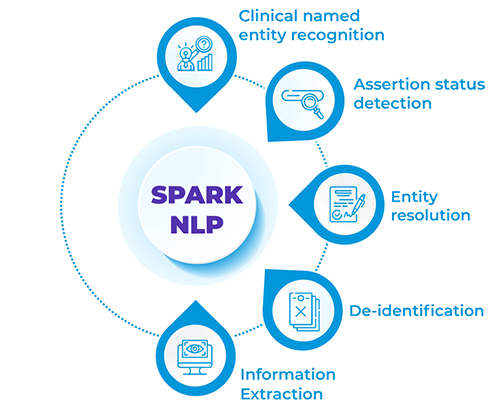 Clinical named
entity recognition
Assertion status
detection
SPARK
NLP
Entity
resolution
De-identification
Information
Extraction